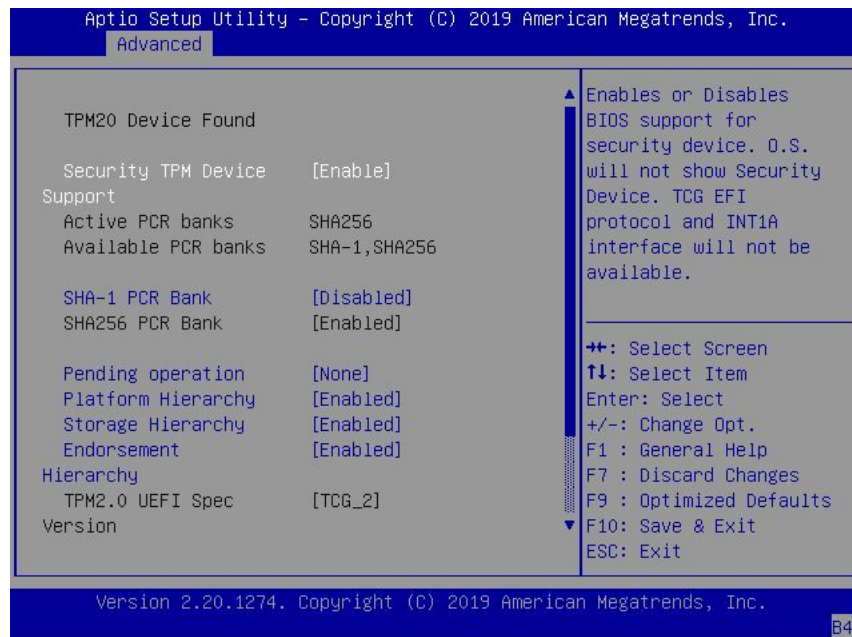 Aptio Setup Utility – Copyright (C) 2019 American Megatrends, Inc.
Advanced
TPM20 Device Found
Security TPM Device [Enable]
Support
Active PCR banks SHA256
Available PCR banks SHA-1,SHA256
SHA-1 PCR Bank [Disabled]
SHA256 PCR Bank [Enabled]
Pending operation [None]
Platform Hierarchy [Enabled]
Storage Hierarchy [Enabled]
Endorsement [Enabled]
Hierarchy
TPM2.0 UEFI Spec [TCG_2]
Version
Enables or Disables
BIOS support for
security device. O.S.
will not show Security
Device. TCG EFI
protocol and INT1A
interface will not be
available.
→←: Select Screen
↑↓: Select Item
Enter: Select
+/-: Change Opt.
F1 : General Help
F7 : Discard Changes
F9 : Optimized Defaults
F10: Save & Exit
ESC: Exit
Version 2.20.1274. Copyright (C) 2019 American Megatrends, Inc.
B4